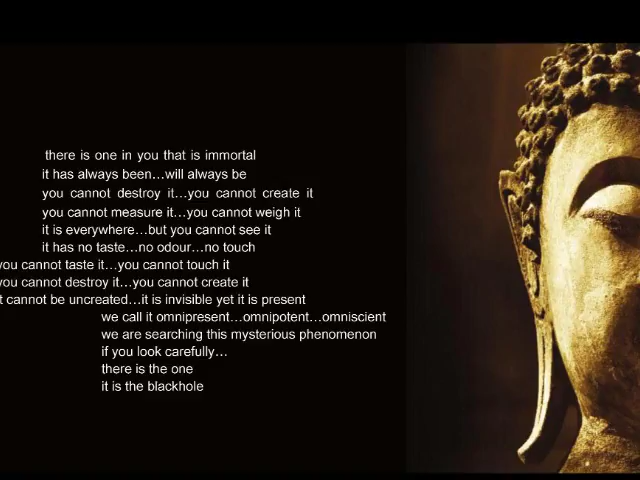 there is one in you that is immortal
it has always been...will always be
you cannot destroy it...you cannot create it
you cannot measure it...you cannot weigh it
it is everywhere...but you cannot see it
it has no taste...no odour...no touch
you cannot taste it...you cannot touch it
you cannot destroy it...you cannot create it
t cannot be uncreated...it is invisible yet it is present
we call it omnipresent...omnipotent...omniscient
we are searching this mysterious phenomenon
if you look carefully...
there is the one
it is the blackhole